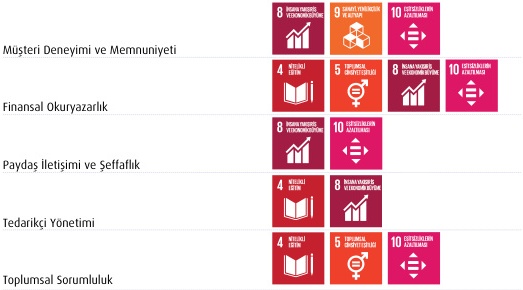 8 İNSANA YAKIŞIR İŞ
VE EKONOMİK BÜYÜME
9 SANAYİ, YENİLİKÇİLİK
VE ALTYAPI
10 EŞİTSİZLİKLERİN
AZALTILMASI
Müşteri Deneyimi ve Memnuniyeti
4 NİTELİKLİ
EĞİTİM
5 TOPLUMSAL
CİNSİYET EŞİTLİĞİ
8 İNSANA YAKIŞIR İŞ
VE EKONOMİK BÜYÜME
10 EŞİTSİZLİKLERİN
AZALTILMASI
Finansal Okuryazarlık
8 İNSANA YAKIŞIR İŞ
VE EKONOMİK BÜYÜME
10 EŞİTSİZLİKLERİN
AZALTILMASI
Paydaş İletişimi ve Şeffaflık
4 NİTELİKLİ
EĞİTİM
8 İNSANA YAKIŞIR İŞ
VE EKONOMİK BÜYÜME
Tedarikçi Yönetimi
4 NİTELİKLİ
EĞİTİM
5 TOPLUMSAL
CİNSİYET EŞİTLİĞİ
10 EŞİTSİZLİKLERİN
AZALTILMASI
Toplumsal Sorumluluk